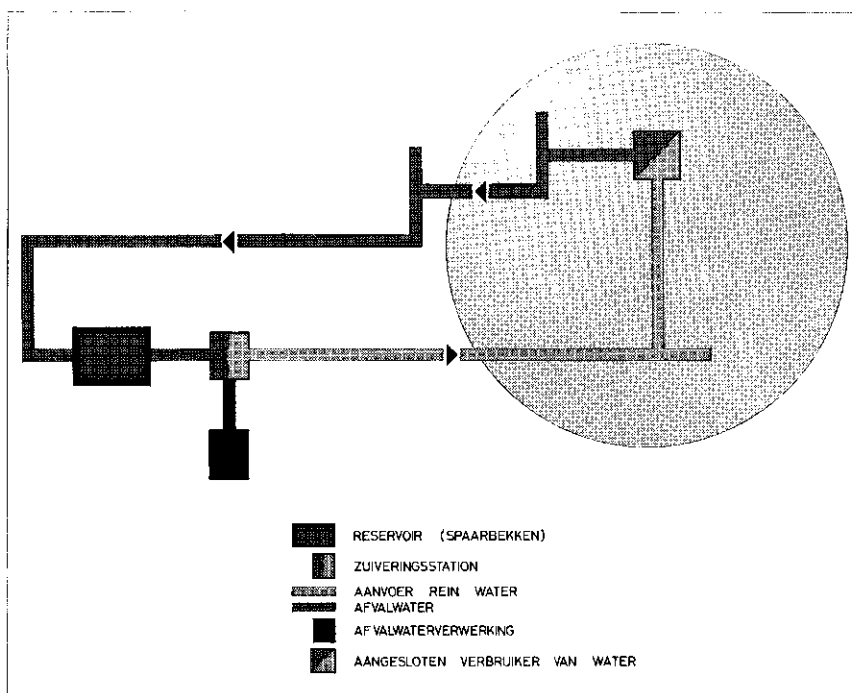 RESERVOIR (SPAARBEKKEN)
ZUIVERINGSSTATION
AANVOER REIN WATER
AFVALWATER
AFVALWATERVERWERKING
AANGESLOTEN VERBRUIKER VAN WATER